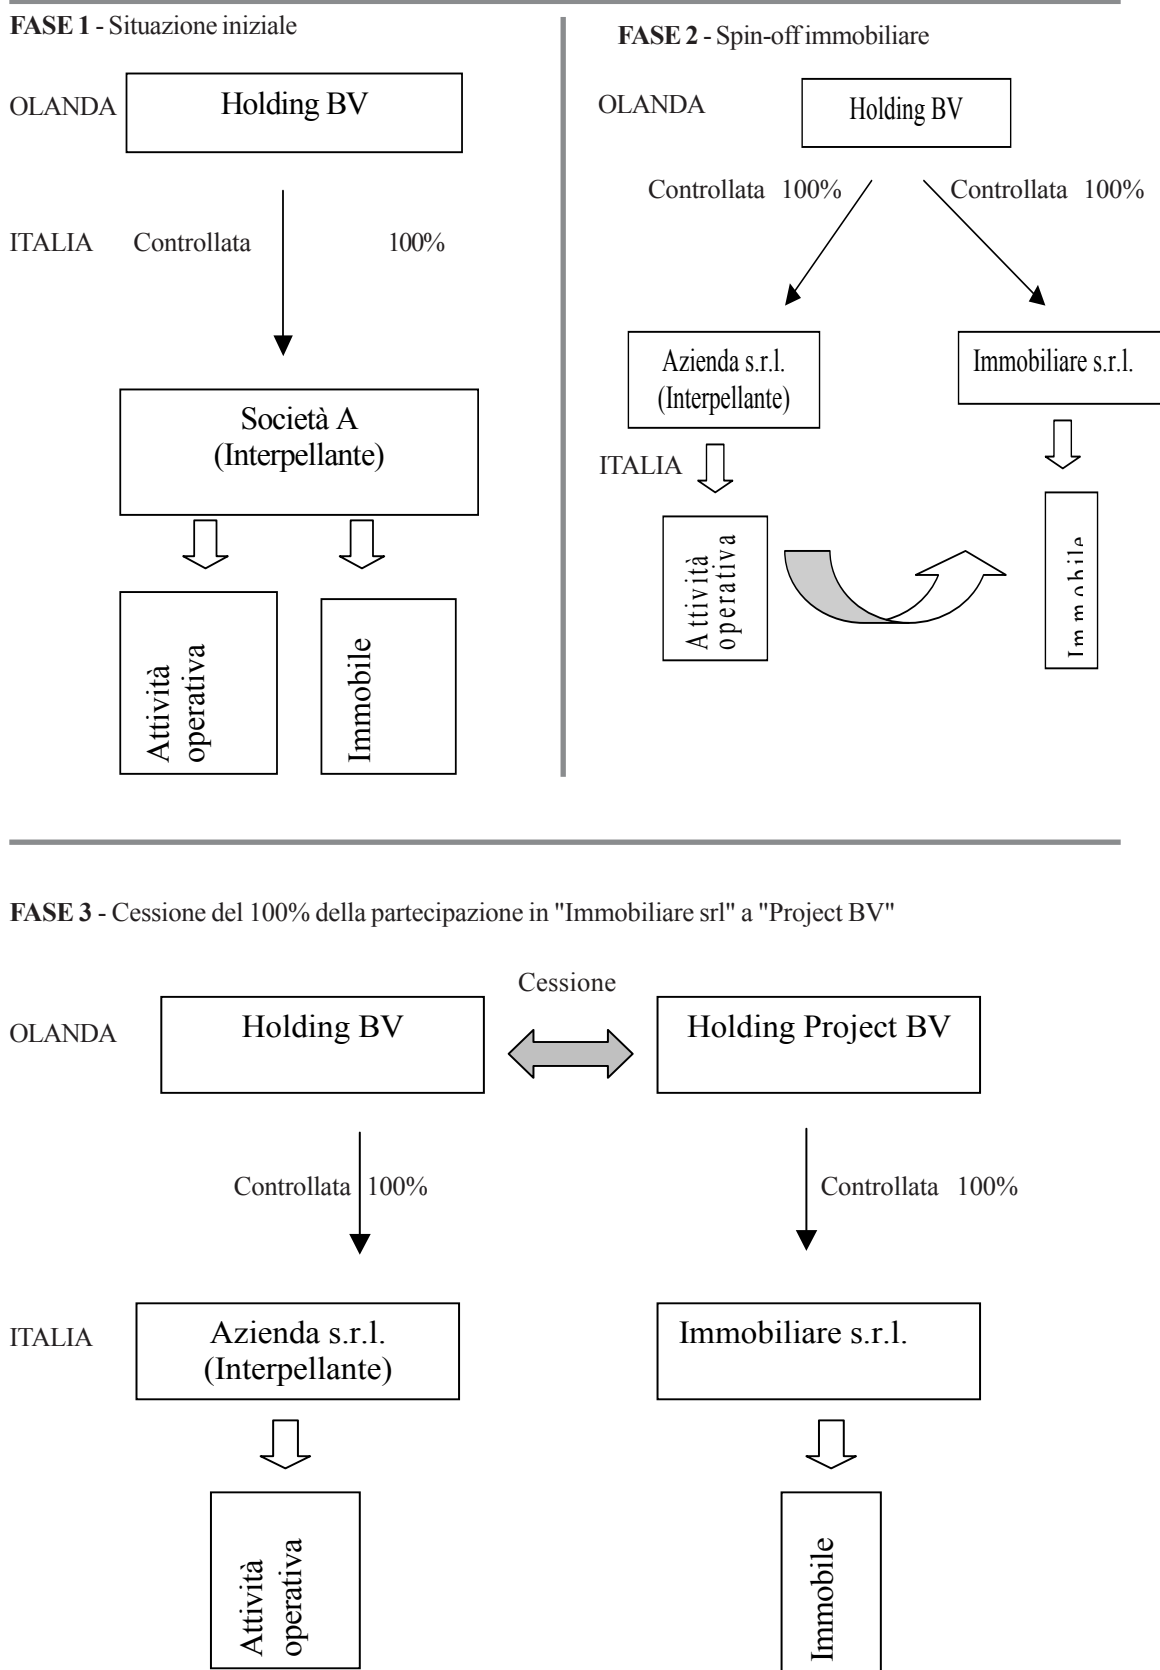 FASE 1 - Situazione iniziale
OLANDA
Holding BV
ITALIA Controllata 100%
Società A
(Interpellante)
Attività
operativa
Immobile
FASE 2 - Spin-off immobiliare
OLANDA
Holding BV
Controllata 100%
Controllata 100%
Azienda s.r.l.
(Interpellante)
Immobiliare s.r.l.
ITALIA
Attività
operativa
Immobile
FASE 3 - Cessione del 100% della partecipazione in "Immobiliare srl" a "Project BV"
Cessione
OLANDA
Holding BV
Holding Project BV
Controllata 100%
Controllata 100%
ITALIA
Azienda s.r.l.
(Interpellante)
Immobiliare s.r.l.
Attività
operativa
Immobile